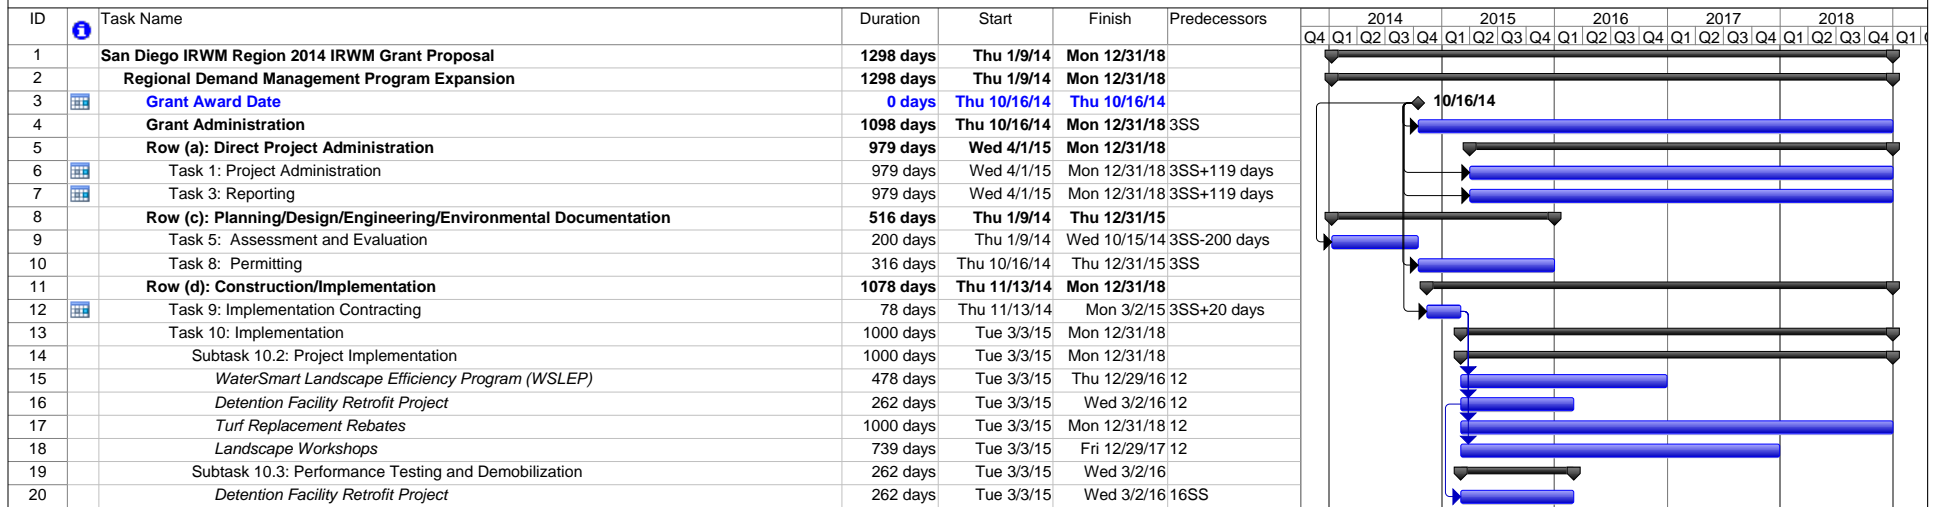 ID Task Name Duration Start Finish Predecessors 2014 2015 2016 2017 2018
i Q4 Q1 Q2 Q3 Q4 Q1 Q2 Q3 Q4 Q1 Q2 Q3 Q4 Q1 Q2 Q3 Q4 Q1 Q2 Q3 Q4 Q1
1 San Diego IRWM Region 2014 IRWM Grant Proposal 1298 days Thu 1/9/14 Mon 12/31/18
2 Regional Demand Management Program Expansion 1298 days Thu 1/9/14 Mon 12/31/18
3 Grant Award Date 0 days Thu 10/16/14 Thu 10/16/14 10/16/14
4 Grant Administration 1098 days Thu 10/16/14 Mon 12/31/18 3SS
5 Row (a): Direct Project Administration 979 days Wed 4/1/15 Mon 12/31/18
6 Task 1: Project Administration 979 days Wed 4/1/15 Mon 12/31/18 3SS+119 days
7 Task 3: Reporting 979 days Wed 4/1/15 Mon 12/31/18 3SS+119 days
8 Row (c): Planning/Design/Engineering/Environmental Documentation 516 days Thu 1/9/14 Thu 12/31/15
9 Task 5: Assessment and Evaluation 200 days Thu 1/9/14 Wed 10/15/14 3SS-200 days
10 Task 8: Permitting 316 days Thu 10/16/14 Thu 12/31/15 3SS
11 Row (d): Construction/Implementation 1078 days Thu 11/13/14 Mon 12/31/18
12 Task 9: Implementation Contracting 78 days Thu 11/13/14 Mon 3/2/15 3SS+20 days
13 Task 10: Implementation 1000 days Tue 3/3/15 Mon 12/31/18
14 Subtask 10.2: Project Implementation 1000 days Tue 3/3/15 Mon 12/31/18
15 WaterSmart Landscape Efficiency Program (WSLEP) 478 days Tue 3/3/15 Thu 12/29/16 12
16 Detention Facility Retrofit Project 262 days Tue 3/3/15 Wed 3/2/16 12
17 Turf Replacement Rebates 1000 days Tue 3/3/15 Mon 12/31/18 12
18 Landscape Workshops 739 days Tue 3/3/15 Fri 12/29/17 12
19 Subtask 10.3: Performance Testing and Demobilization 262 days Tue 3/3/15 Wed 3/2/16
20 Detention Facility Retrofit Project 262 days Tue 3/3/15 Wed 3/2/16 16SS